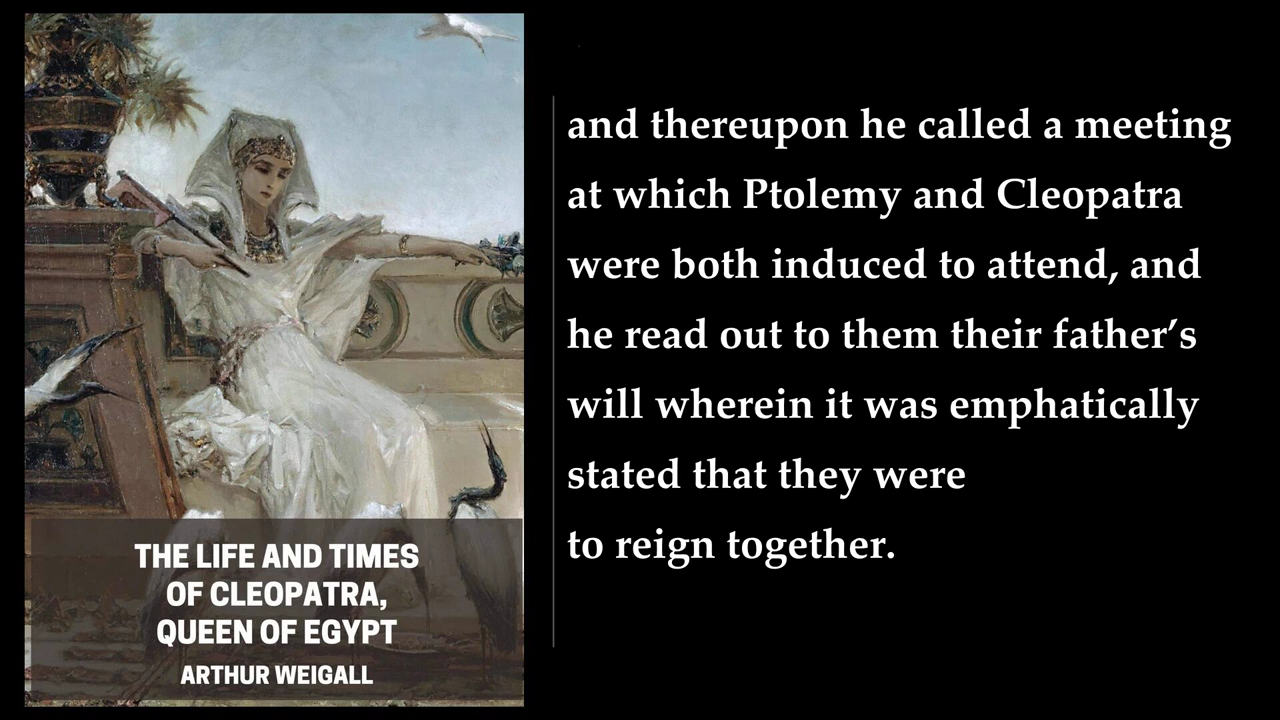 and thereupon he called a meeting
at which Ptolemy and Cleopatra
were both induced to attend, and
he read out to them their father’s
will wherein it was emphatically
stated that they were
to reign together.
THE LIFE AND TIMES
OF CLEOPATRA,
QUEEN OF EGYPT
ARTHUR WEIGALL